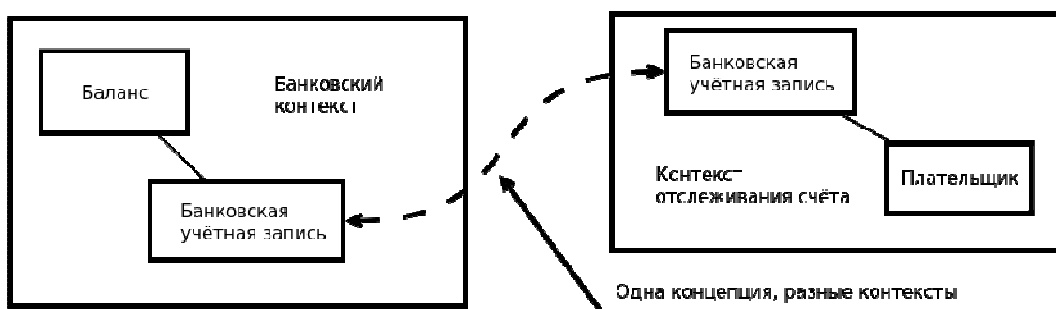 Баланс
Банковский
контекст
Банковская
учётная запись
Банковская
учётная запись
Контекст
отслеживания счёта
Плательщик
Одна концепция, разные контексты